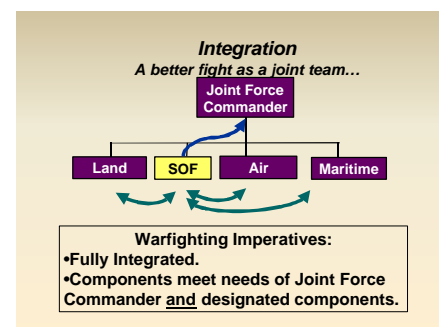 Integration
A better fight as a joint team…
Joint Force
Commander
Land
SOF
Air
Maritime
Warfighting Imperatives:
•Fully Integrated.
•Components meet needs of Joint Force
Commander and designated components.